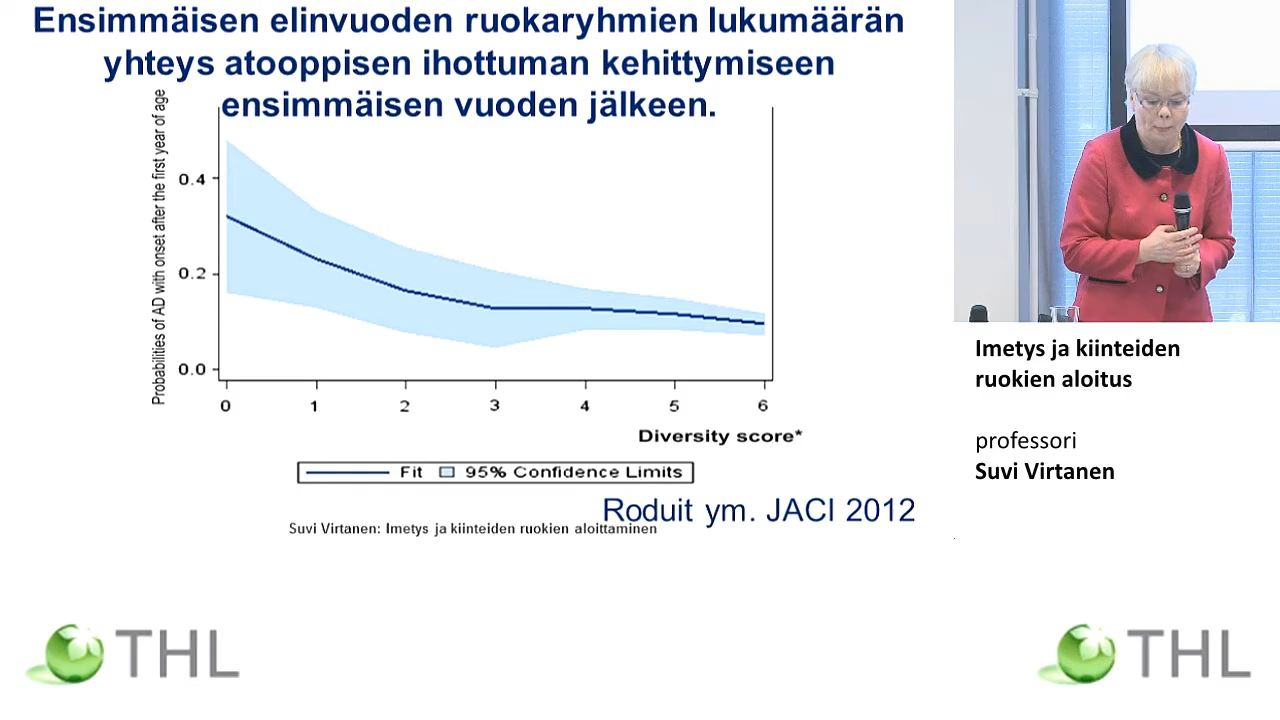 Ensimmäisen elinvuoden ruokaryhmien lukumäärän
yhteys atooppisen ihottuman kehittymiseen
ensimmäisen vuoden jälkeen.
Probabilities of AD with onset after the first year of age
0.4
0.2
0.0
0 1 2 3 4 5 6
Diversity score*
Fit 95% Confidence Limits
Roduit ym. JACI 2012
Suvi Virtanen: Imetys ja kiinteiden ruokien aloittaminen
Imetys ja kiinteiden
ruokien aloitus
professori
Suvi Virtanen
THL
THL